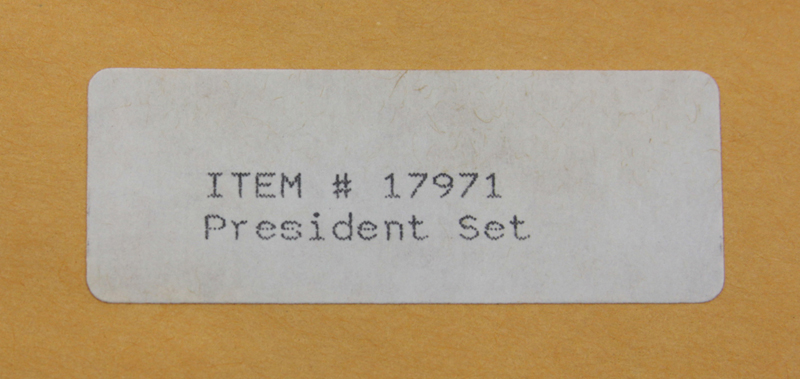 ITEM # 17971
President Set